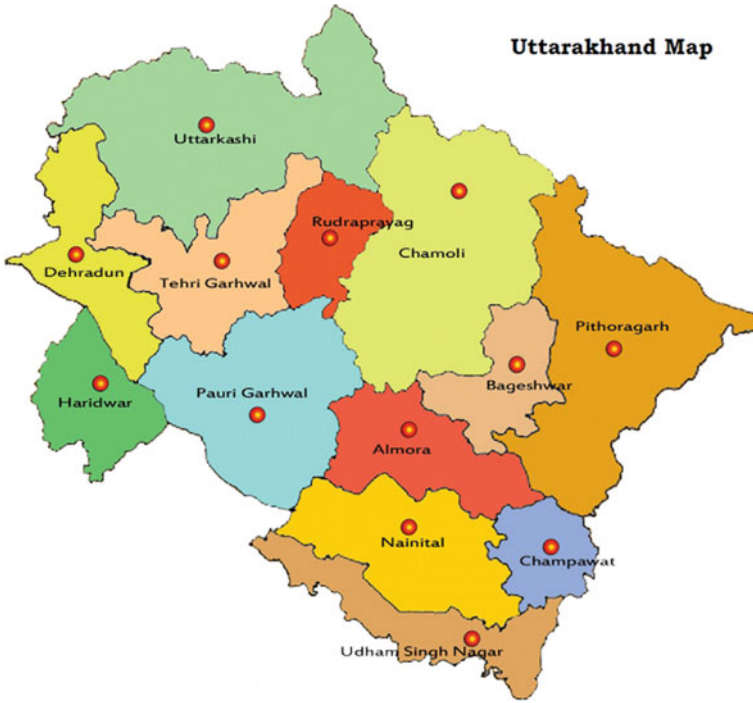 Uttarakhand Map
Uttarkashi
Rudraprayag
Chamoli
Dehradun
Tehri Garhwal
Pithoragarh
Bageshwar
Pauri Garhwal
Haridwar
Almora
Nainital
Champawat
Udham Singh Nagar